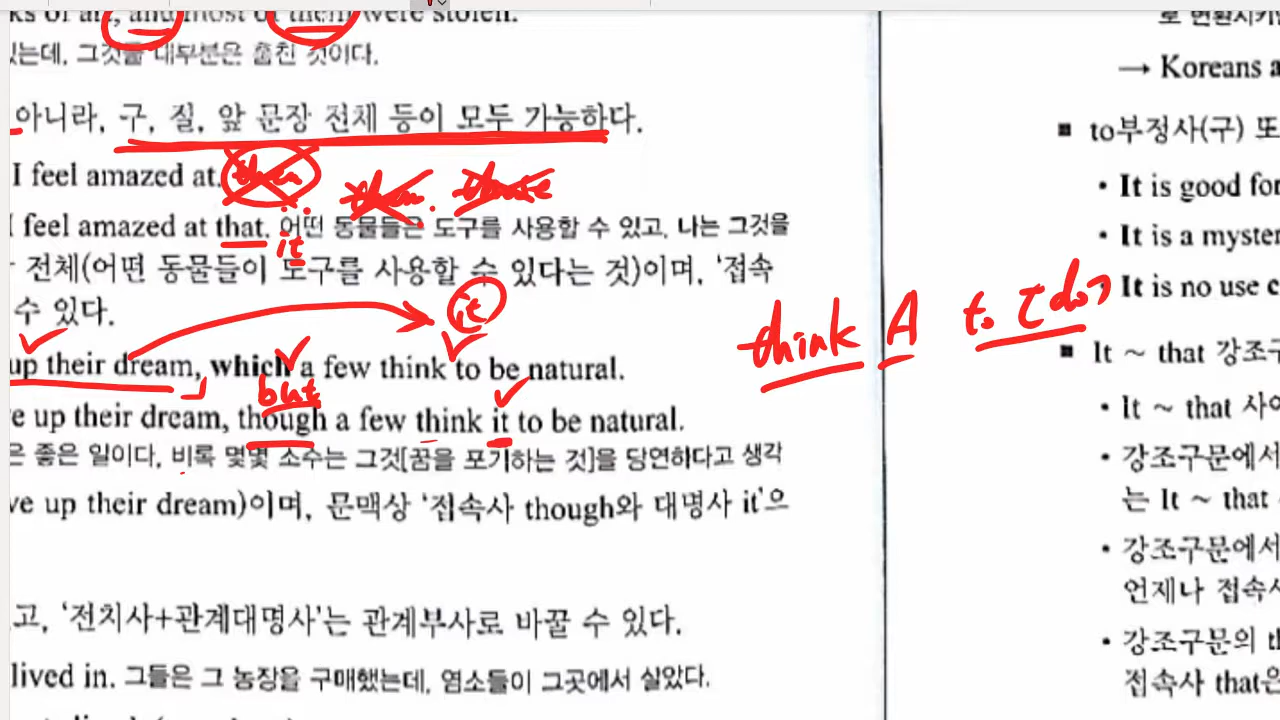 ks of art, and most of them were stolen.
있는데, 그것들 대부분은 훔친 것이다.
아니라, 구, 절, 앞 문장 전체 등이 모두 가능하다.
I feel amazed at.
I feel amazed at that. 어떤 동물들은 도구를 사용할 수 있고, 나는 그것을
it
전체(어떤 동물들이 도구를 사용할 수 있다는 것)이며, '접속
수 있다.
it
up their dream, which a few think to be natural.
but
e up their dream, though a few think it to be natural.
은 좋은 일이다, 비록 몇몇 소수는 그것[꿈을 포기하는 것]을 당연하다고 생각
ve up their dream)이며, 문맥상 '접속사 though와 대명사 it'으
고, '전치사+관계대명사'는 관계부사로 바꿀 수 있다.
lived in. 그들은 그 농장을 구매했는데, 염소들이 그곳에서 살았다.
think A to
로 변환시키
→ Koreans a
■ to부정사(구) 또
• It is good for
• It is a myster
• It is no use c
■ It ~ that 강조구
• It ~ that 사이
• 강조구문에서
는 It ~ that
• 강조구문에서
언제나 접속사
• 강조구문의 th
접속사 that은